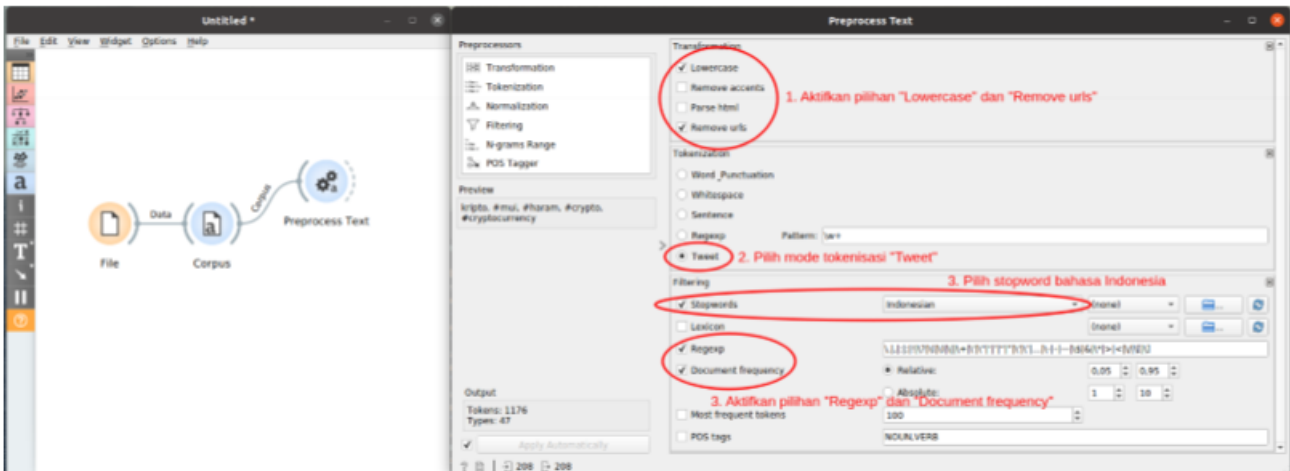 Untitled *
File Edit View Widget Options Help
Data
Corpus
File
Corpus
Preprocess Text
Preprocess Text
Preprocessors
Transformation
Tokenization
Normalization
Filtering
N-grams Range
POS Tagger
Preview
kripto, #mui, #haram, #crypto,
#cryptocurrency
Output
Tokens: 1176
Types: 47
Apply Automatically
208 208
Transformation
Lowercase
Remove accents
Parse html
Remove urls
1. Aktifkan pilihan "Lowercase" dan "Remove urls"
Tokenization
Word_Punctuation
Whitespace
Sentence
Regexp Pattern: \w+
Tweet
2. Pilih mode tokenisasi "Tweet"
Filtering
3. Pilih stopword bahasa Indonesia
Stopwords Indonesian (none) ...
Lexicon (none) ...
Regexp
Document frequency Relative: 0,05 0,95
Absolute: 1 10
3. Aktifkan pilihan "Regexp" dan "Document frequency"
Most frequent tokens 100
POS tags NOUN,VERB